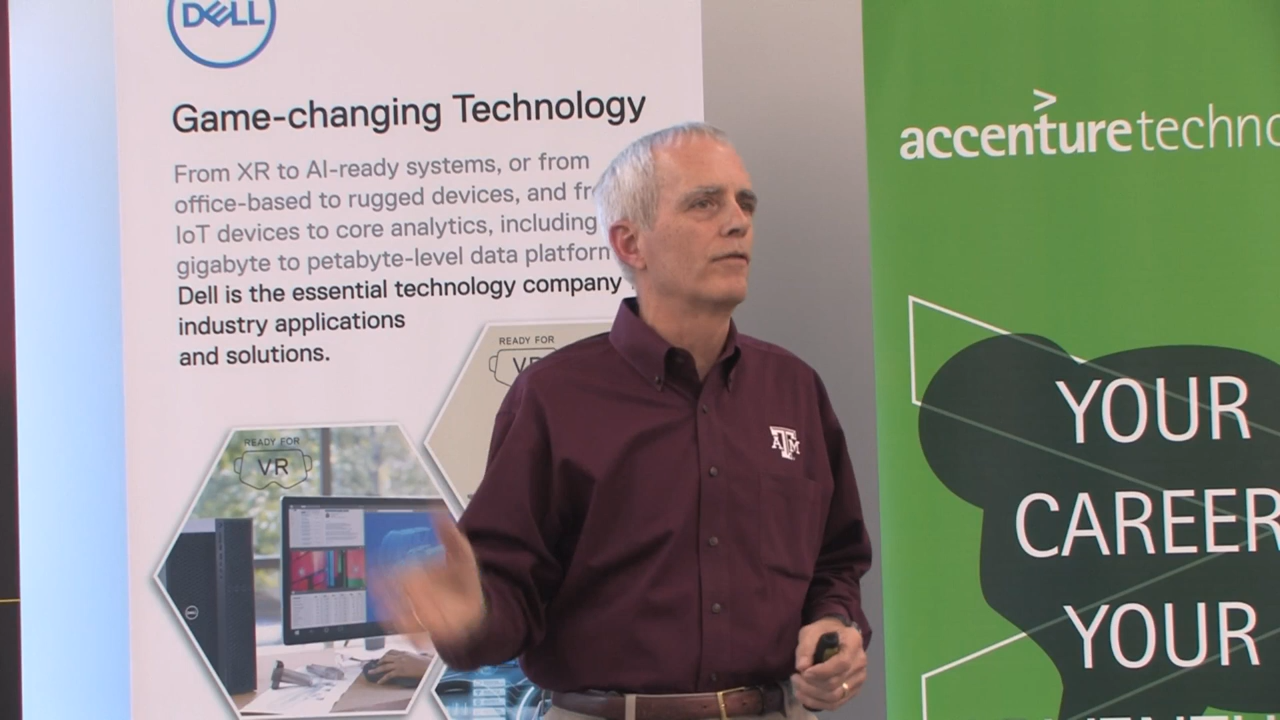 DELL
Game-changing Technology
From XR to AI-ready systems, or from
office-based to rugged devices, and
IoT devices to core analytics, including
gigabyte to petabyte-level data platform
Dell is the essential technology company
industry applications
and solutions.
READY FOR
READY FOR
VR
ATM
>
accenturetechno
YOUR
CAREER
YOUR